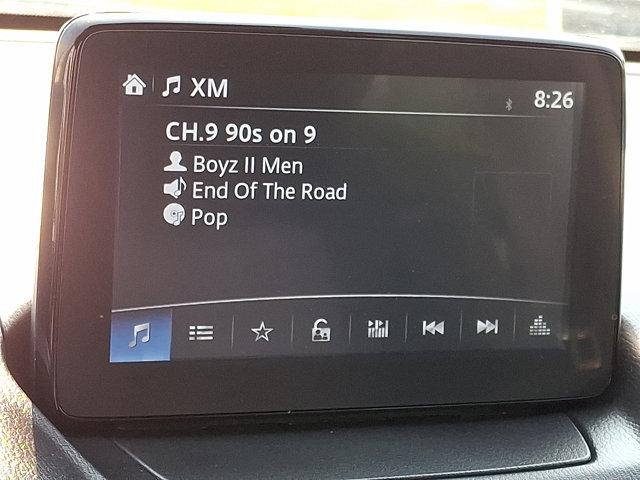 XM
8:26
CH.9 90s on 9
Boyz II Men
End Of The Road
Pop